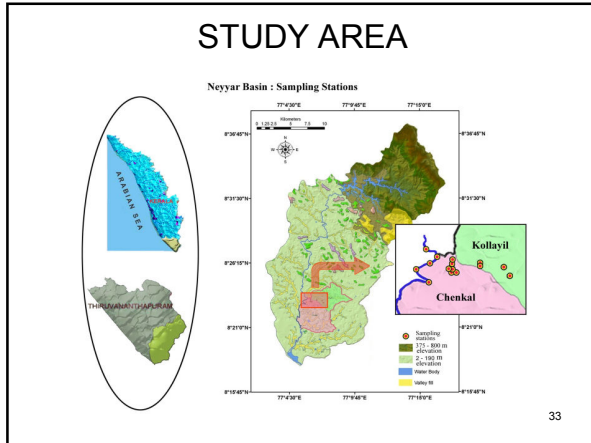 STUDY AREA
Neyyar Basin : Sampling Stations
77°4'30"E 77°9'45"E 77°15'0"E
Kilometers
0 1.25 2.5 5 7.5 10
N
W E
S
8°36'45"N 8°36'45"N
ARABIAN SEA
KERALA
8°31'30"N 8°31'30"N
8°26'15"N
Kollayil
Chenkal
THIRUVANANTHAPURAM
8°21'0"N 8°21'0"N
Sampling
stations
375 - 800 m
elevation
2 - 190 m
elevation
Water Body
Valley fill
8°15'45"N 8°15'45"N
77°4'30"E 77°9'45"E 77°15'0"E
33